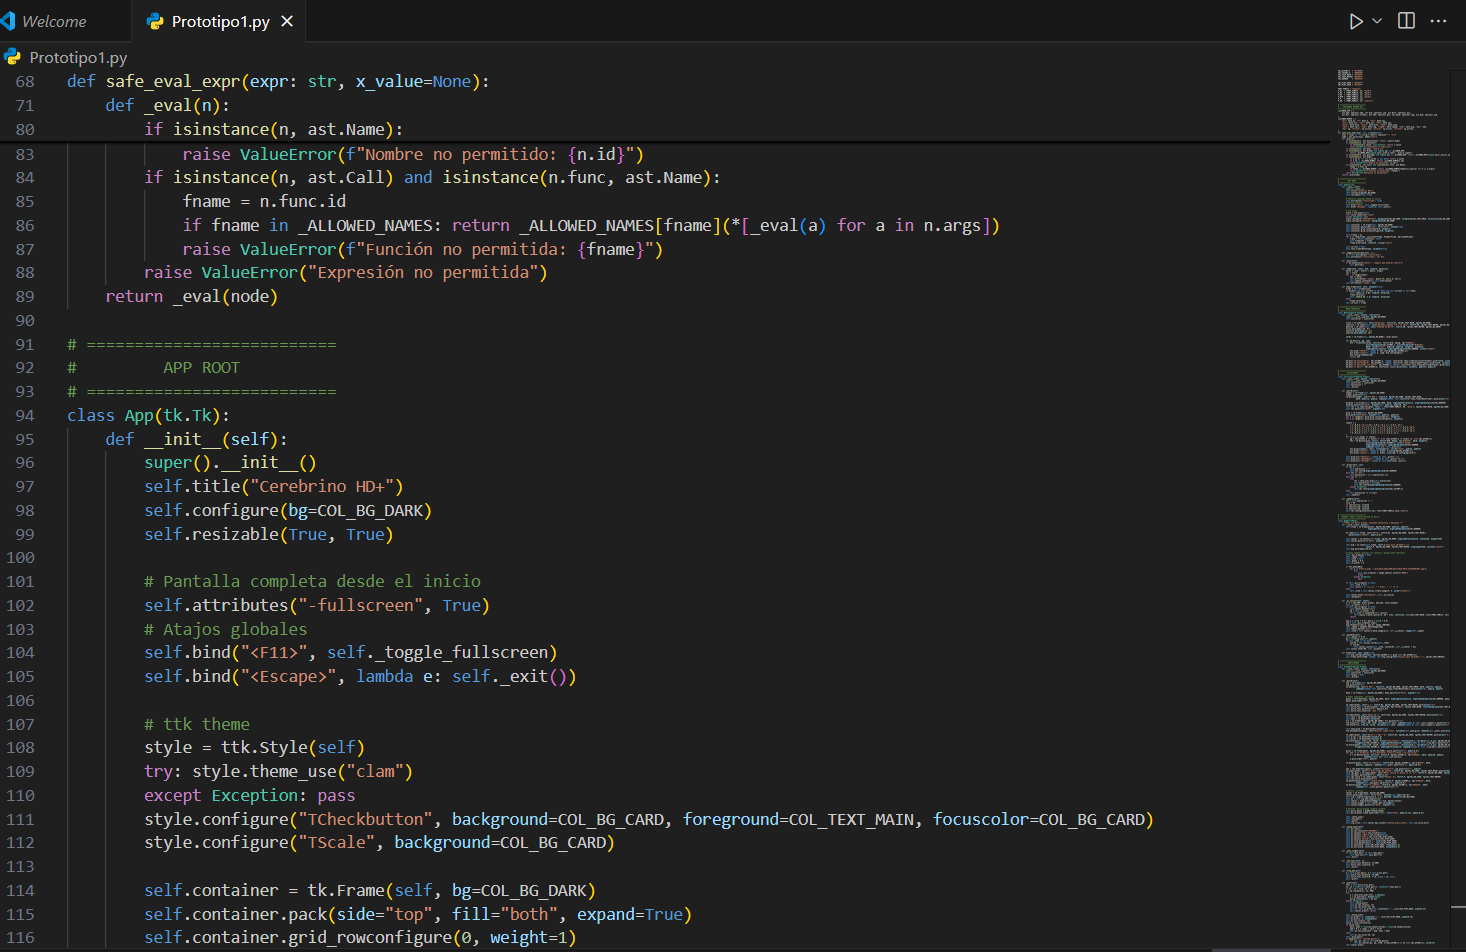 Welcome
Prototipo1.py
Prototipo1.py
68 def safe_eval_expr(expr: str, x_value=None):
71 def _eval(n):
80 if isinstance(n, ast.Name):
83 raise ValueError(f"Nombre no permitido: {n.id}")
84 if isinstance(n, ast.Call) and isinstance(n.func, ast.Name):
85 fname = n.func.id
86 if fname in _ALLOWED_NAMES: return _ALLOWED_NAMES[fname](*[_eval(a) for a in n.args])
87 raise ValueError(f"Función no permitida: {fname}")
88 raise ValueError("Expresión no permitida")
89 return _eval(node)
90
91 # ==========================
92 # APP ROOT
93 # ==========================
94 class App(tk.Tk):
95 def __init__(self):
96 super().__init__()
97 self.title("Cerebrino HD+")
98 self.configure(bg=COL_BG_DARK)
99 self.resizable(True, True)
100
101 # Pantalla completa desde el inicio
102 self.attributes("-fullscreen", True)
103 # Atajos globales
104 self.bind("<F11>", self._toggle_fullscreen)
105 self.bind("<Escape>", lambda e: self._exit())
106
107 # ttk theme
108 style = ttk.Style(self)
109 try: style.theme_use("clam")
110 except Exception: pass
111 style.configure("TCheckbutton", background=COL_BG_CARD, foreground=COL_TEXT_MAIN, focuscolor=COL_BG_CARD)
112 style.configure("TScale", background=COL_BG_CARD)
113
114 self.container = tk.Frame(self, bg=COL_BG_DARK)
115 self.container.pack(side="top", fill="both", expand=True)
116 self.container.grid_rowconfigure(0, weight=1)